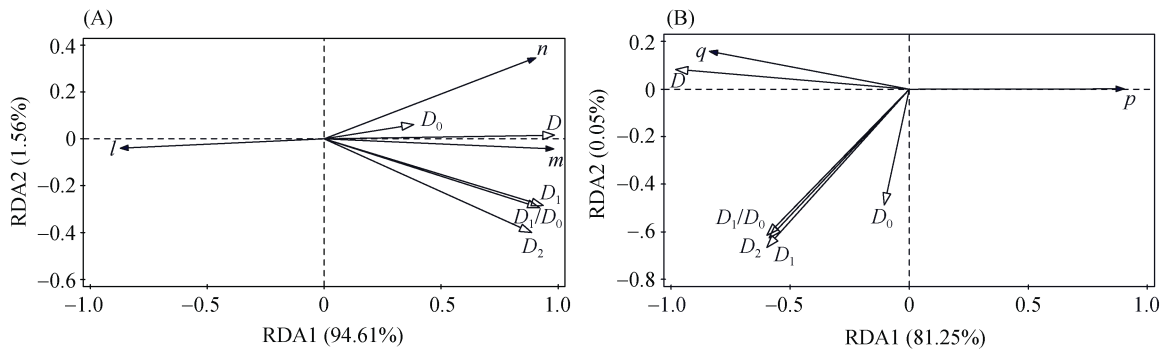 (A)
RDA2 (1.56%)
0.4
0.2
0
−0.2
−0.4
−0.6
n
D₀
D
l
m
D₁
D₁/D₀
D₂
−1.0
−0.5
0
0.5
1.0
RDA1 (94.61%)
(B)
RDA2 (0.05%)
0.2
0
−0.2
−0.4
−.6
−0.8
q
D
p
D₁/D₀
D₀
D₂
D₁
−1.0
−0.5
0
0.5
1.0
RDA1 (81.25%)